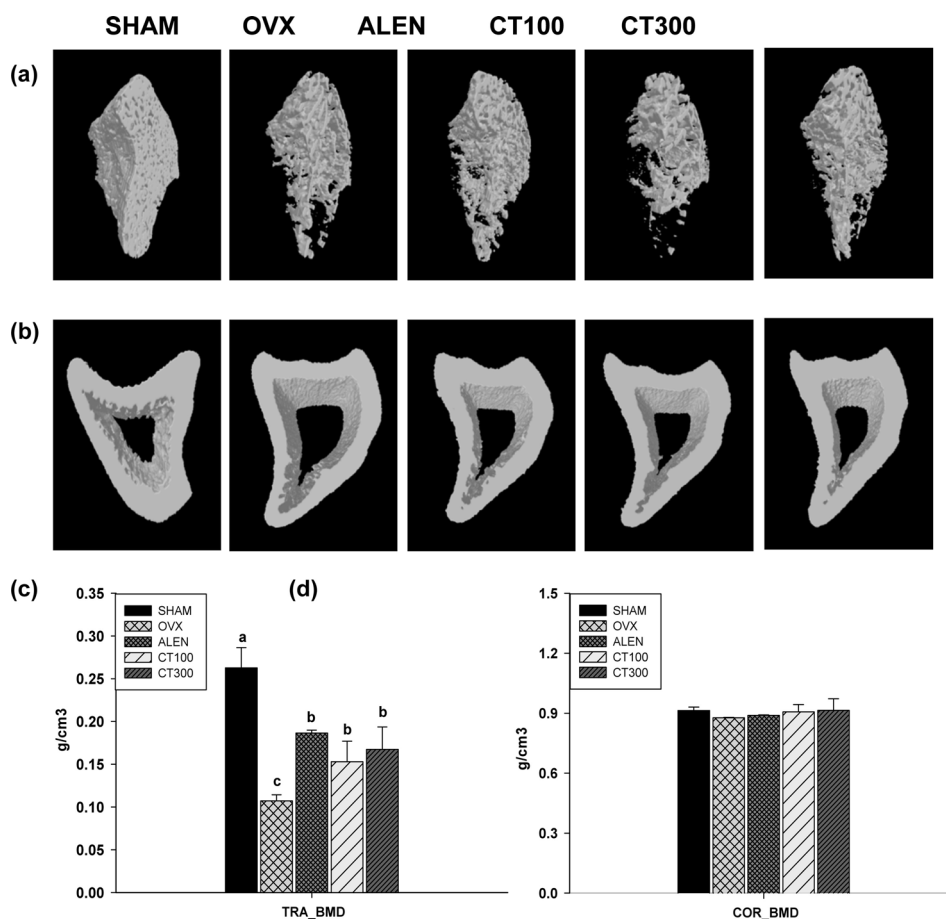 SHAM OVX ALEN CT100 CT300
(a)
(b)
(c)
0.35
0.30
0.25
0.20
0.15
0.10
0.05
0.00
g/cm3
SHAM
OVX
ALEN
CT100
CT300
a
c
b
b
b
TRA_BMD
(d)
1.5
1.2
0.9
0.6
0.3
0.0
g/cm3
SHAM
OVX
ALEN
CT100
CT300
COR_BMD